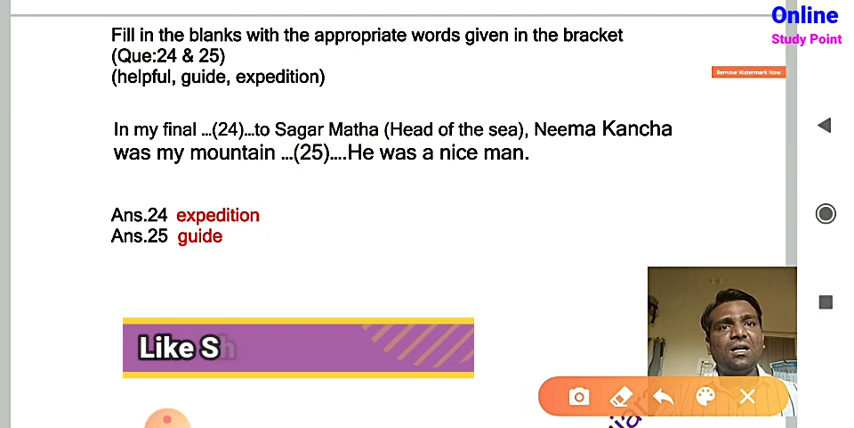 Online
Study Point
Fill in the blanks with the appropriate words given in the bracket
(Que:24 & 25)
(helpful, guide, expedition)
Remove Watermark Now
In my final ...(24)...to Sagar Matha (Head of the sea), Neema Kancha
was my mountain ...(25)....He was a nice man.
Ans.24 expedition
Ans.25 guide
Like Sh